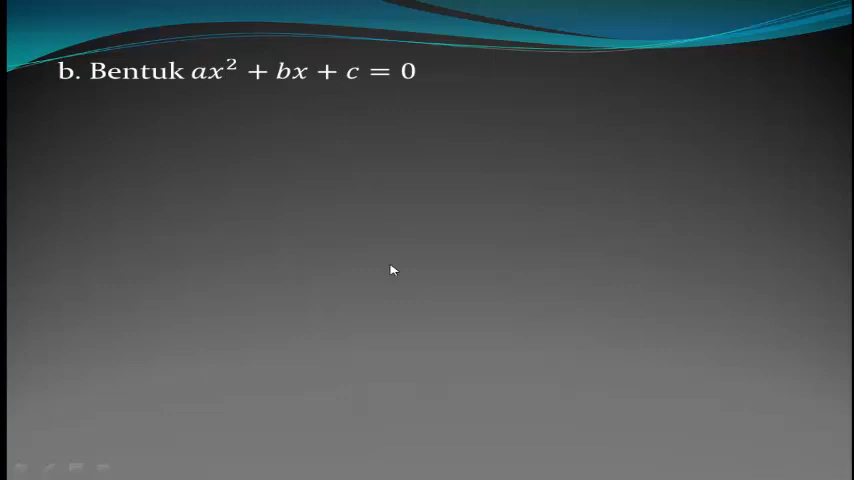 b. Bentuk 𝑎𝑥² + 𝑏𝑥 + 𝑐 = 0